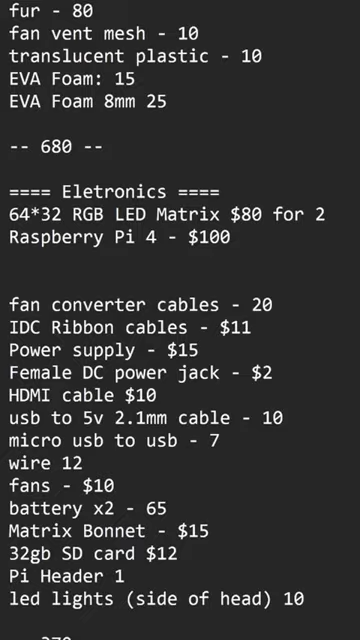 fur - 80
fan vent mesh - 10
translucent plastic - 10
EVA Foam: 15
EVA Foam 8mm 25
-- 680 --
==== Eletronics ====
64*32 RGB LED Matrix $80 for 2
Raspberry Pi 4 - $100
fan converter cables - 20
IDC Ribbon cables - $11
Power supply - $15
Female DC power jack - $2
HDMI cable $10
usb to 5v 2.1mm cable - 10
micro usb to usb - 7
wire 12
fans - $10
battery x2 - 65
Matrix Bonnet - $15
32gb SD card $12
Pi Header 1
led lights (side of head) 10